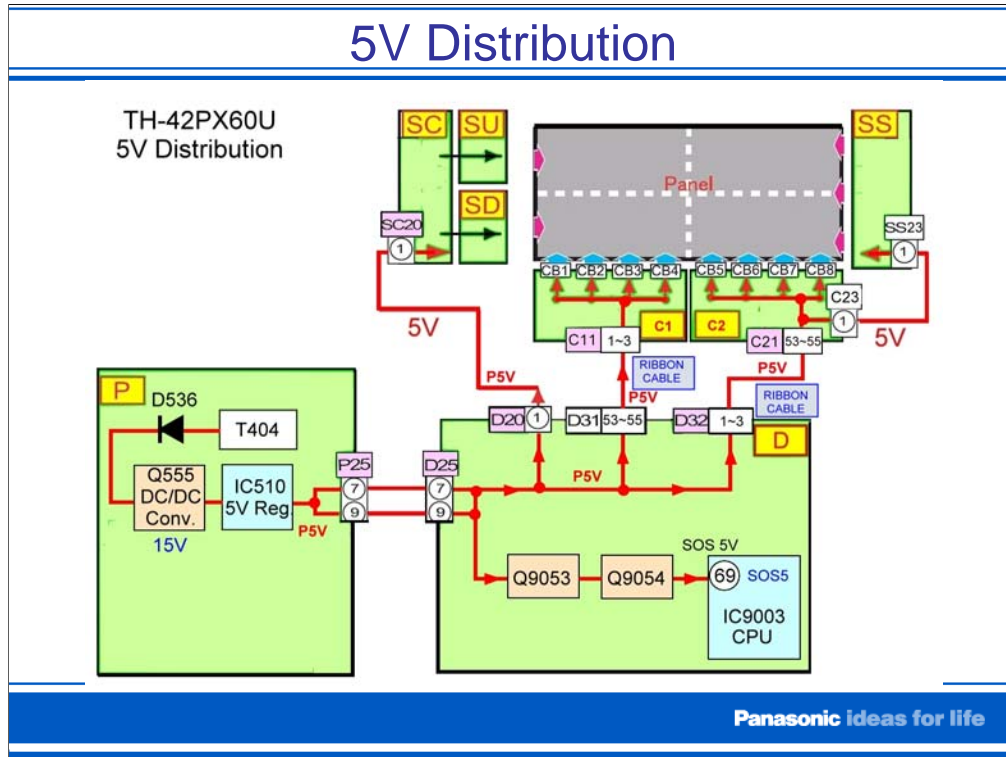 5V Distribution
TH-42PX60U
5V Distribution
SC
SU
SS
SD
Panel
SC20
1
SS23
1
CB1
CB2
CB3
CB4
CB5
CB6
CB7
CB8
C23
1
5V
5V
C1
C2
C11
1~3
C21
53~55
RIBBON
CABLE
P5V
P5V
P5V
RIBBON
CABLE
P
D536
T404
D20
1
D31
53~55
D32
1~3
D
Q555
DC/DC
Conv.
15V
IC510
5V Reg.
P5V
P25
7
9
D25
7
9
P5V
SOS 5V
Q9053
Q9054
69
SOS5
IC9003
CPU
Panasonic ideas for life